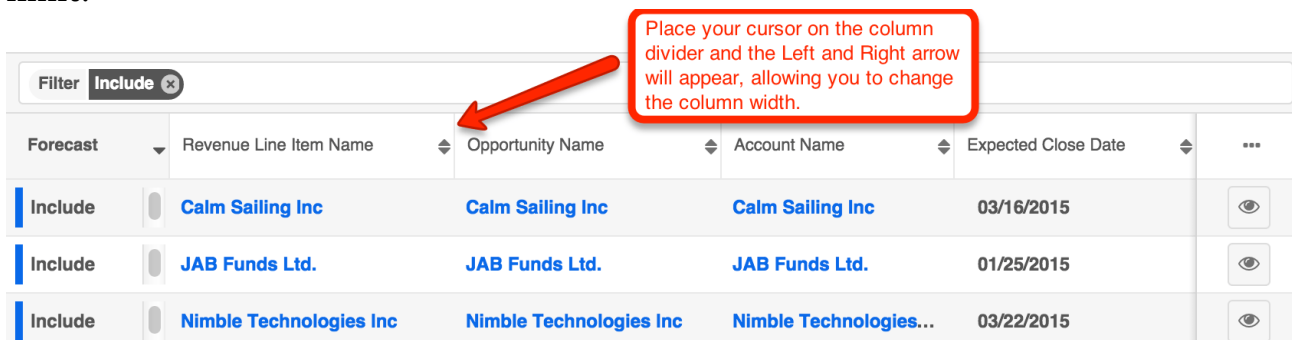 Place your cursor on the column
divider and the Left and Right arrow
will appear, allowing you to change
the column width.
Filter Include
Forecast Revenue Line Item Name Opportunity Name Account Name Expected Close Date ...
Include Calm Sailing Inc Calm Sailing Inc Calm Sailing Inc 03/16/2015
Include JAB Funds Ltd. JAB Funds Ltd. JAB Funds Ltd. 01/25/2015
Include Nimble Technologies Inc Nimble Technologies Inc Nimble Technologies... 03/22/2015